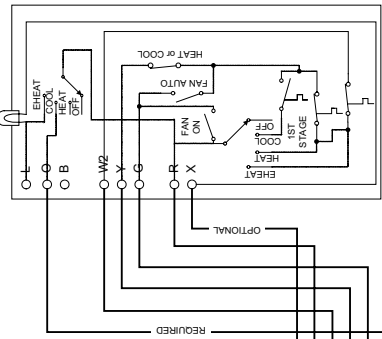 HEAT or COOL
FAN AUTO
FAN
ON
EHEAT
COOL
HEAT
OFF
OFF
COOL
HEAT
EHEAT
1ST
STAGE
L
O
B
W2
Y
G
R
X
OPTIONAL
REQUIRED